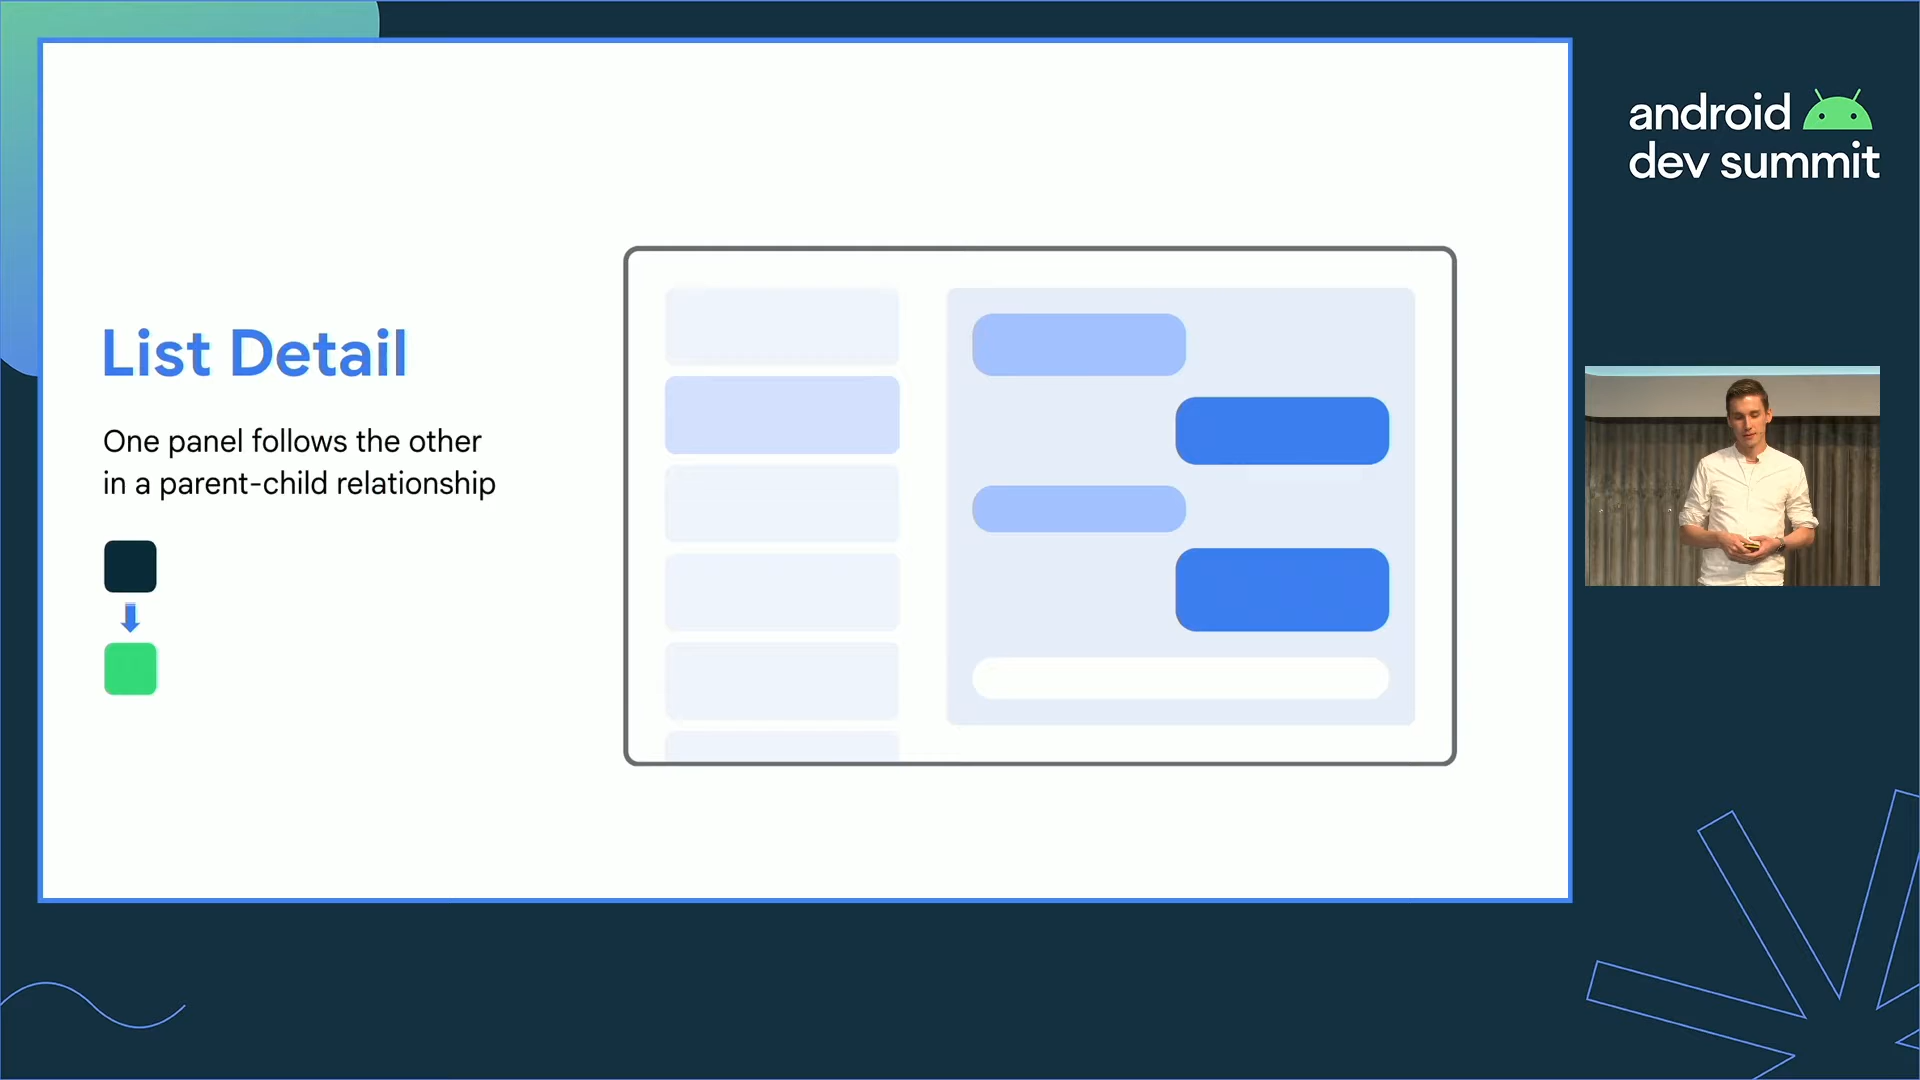 List Detail
One panel follows the other
in a parent-child relationship
android
dev summit